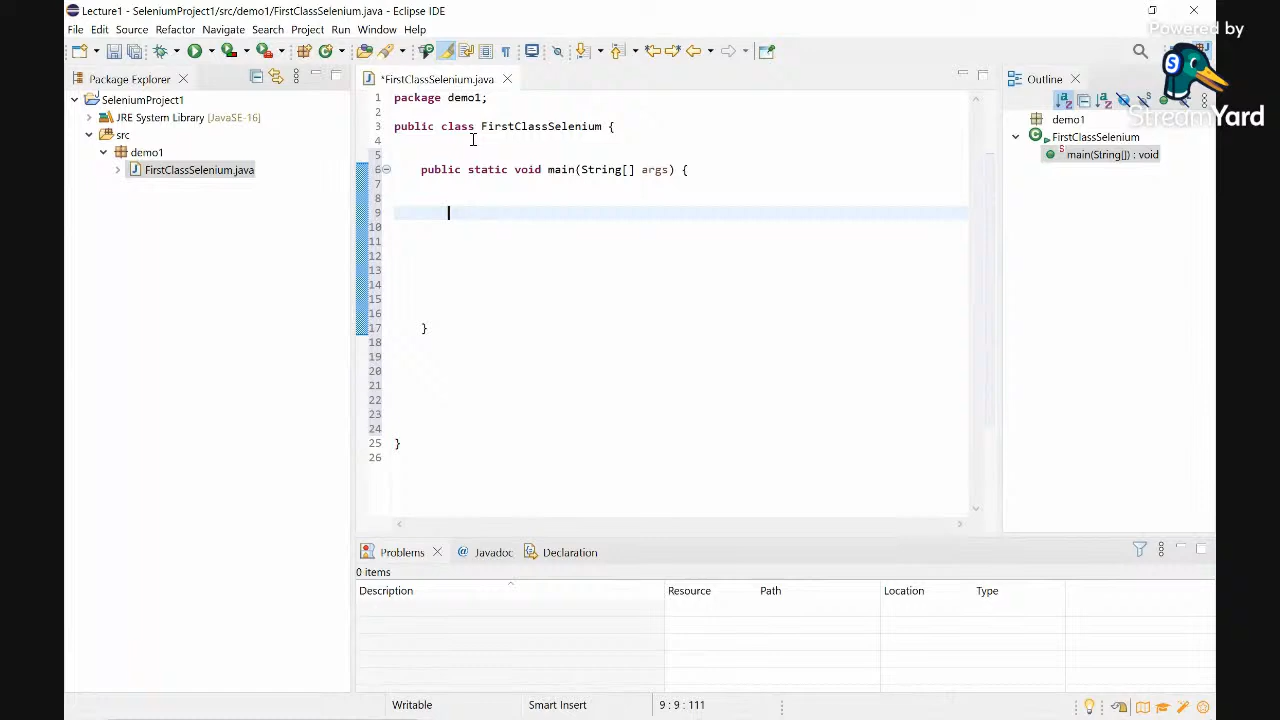 Lecture1 - SeleniumProject1/src/demo1/FirstClassSelenium.java - Eclipse IDE
File Edit Source Refactor Navigate Search Project Run Window Help
Powered by
StreamYard
Package Explorer
SeleniumProject1
JRE System Library [JavaSE-16]
src
demo1
FirstClassSelenium.java
*FirstClassSelenium.java
1 package demo1;
2
3 public class FirstClassSelenium {
4
5
6 public static void main(String[] args) {
7
8
9
10
11
12
13
14
15
16
17 }
18
19
20
21
22
23
24
25 }
26
Outline
demo1
FirstClassSelenium
main(String[]) : void
Problems Javadoc Declaration
0 items
Description Resource Path Location Type
Writable Smart Insert 9 : 9 : 111